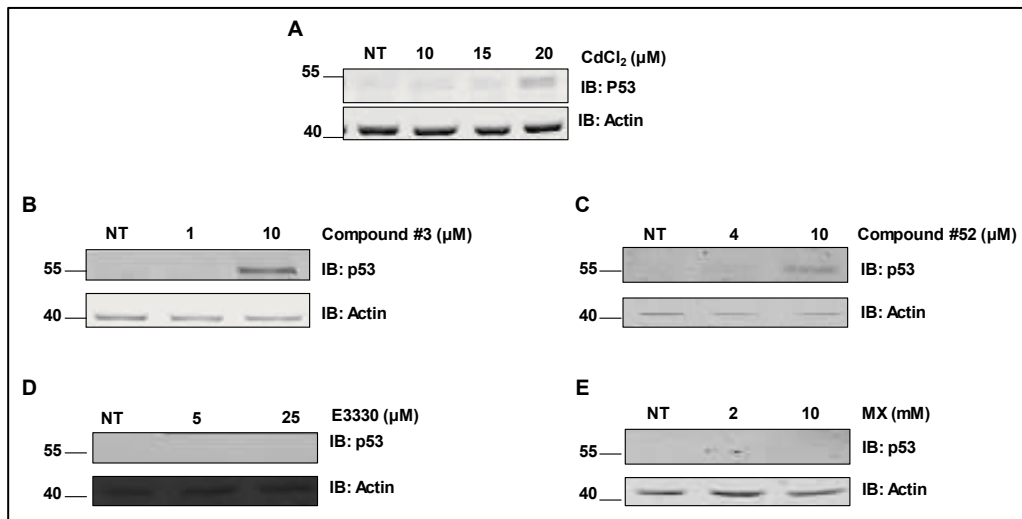 A
NT 10 15 20 CdCl₂ (µM)
55 IB: P53
40 IB: Actin
B
NT 1 10 Compound #3 (µM)
55 IB: p53
40 IB: Actin
C
NT 4 10 Compound #52 (µM)
55 IB: p53
40 IB: Actin
D
NT 5 25 E3330 (µM)
55 IB: p53
40 IB: Actin
E
NT 2 10 MX (mM)
55 IB: p53
40 IB: Actin